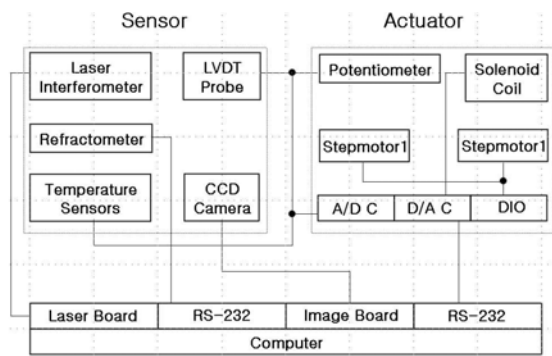 Sensor
Actuator
Laser
Interferometer
LVDT
Probe
Potentiometer
Solenoid
Coil
Refractometer
Stepmotor1
Stepmotor1
Temperature
Sensors
CCD
Camera
A/D C
D/A C
DIO
Laser Board
RS-232
Image Board
RS-232
Computer